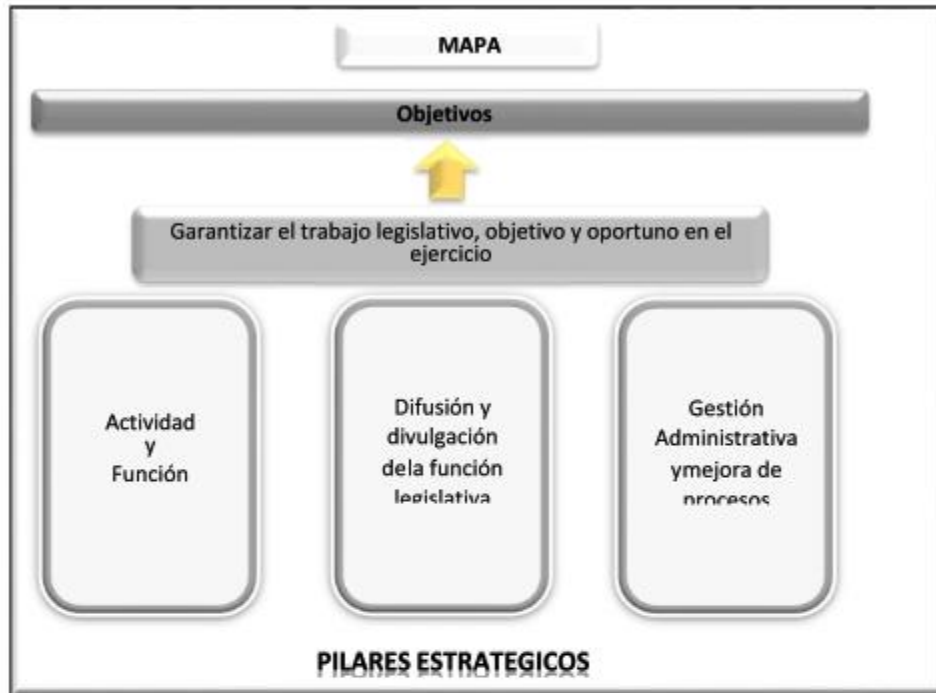 MAPA
Objetivos
Garantizar el trabajo legislativo, objetivo y oportuno en el
ejercicio
Actividad
y
Función
Difusión y
divulgación
dela función
legislativa
Gestión
Administrativa
ymejora de
procesos
PILARES ESTRATEGICOS